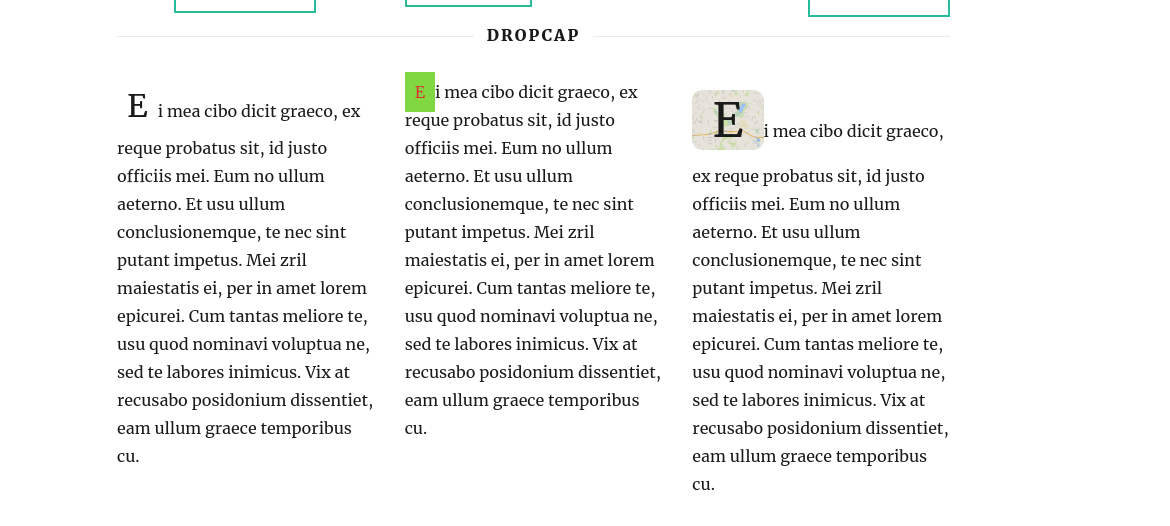 DROPCAP
Ei mea cibo dicit graeco, ex
reque probatus sit, id justo
officiis mei. Eum no ullum
aeterno. Et usu ullum
conclusionemque, te nec sint
putant impetus. Mei zril
maiestatis ei, per in amet lorem
epicurei. Cum tantas meliore te,
usu quod nominavi voluptua ne,
sed te labores inimicus. Vix at
recusabo posidonium dissentiet,
eam ullum graece temporibus
cu.
Ei mea cibo dicit graeco, ex
reque probatus sit, id justo
officiis mei. Eum no ullum
aeterno. Et usu ullum
conclusionemque, te nec sint
putant impetus. Mei zril
maiestatis ei, per in amet lorem
epicurei. Cum tantas meliore te,
usu quod nominavi voluptua ne,
sed te labores inimicus. Vix at
recusabo posidonium dissentiet,
eam ullum graece temporibus
cu.
Ei mea cibo dicit graeco,
ex reque probatus sit, id justo
officiis mei. Eum no ullum
aeterno. Et usu ullum
conclusionemque, te nec sint
putant impetus. Mei zril
maiestatis ei, per in amet lorem
epicurei. Cum tantas meliore te,
usu quod nominavi voluptua ne,
sed te labores inimicus. Vix at
recusabo posidonium dissentiet,
eam ullum graece temporibus
cu.